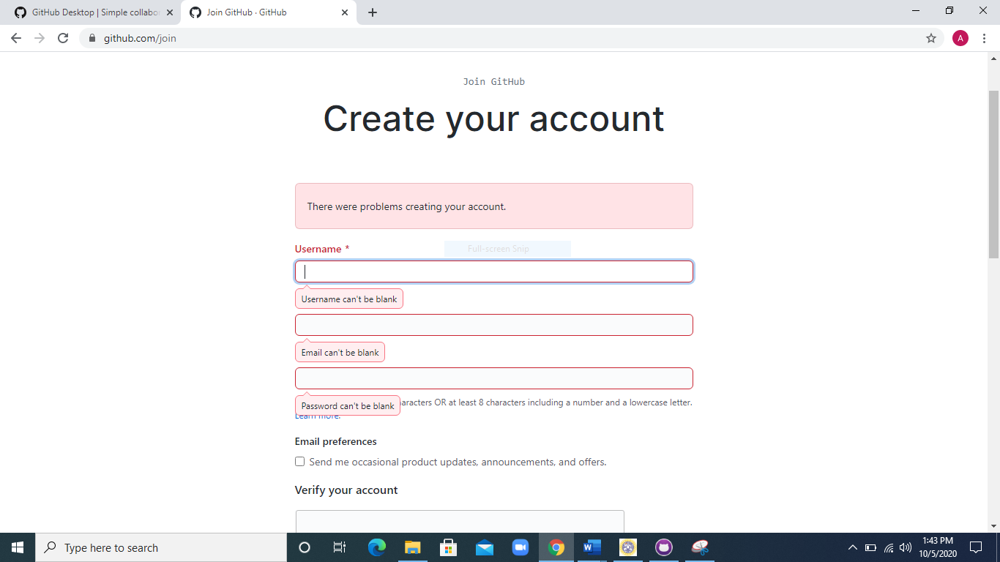 GitHub Desktop | Simple collabo
Join GitHub · GitHub
github.com/join
A
Join GitHub
Create your account
There were problems creating your account.
Username *
Full-screen Snip
Username can't be blank
Email can't be blank
Password can't be blank
aracters OR at least 8 characters including a number and a lowercase letter.
Learn more.
Email preferences
Send me occasional product updates, announcements, and offers.
Verify your account
Type here to search
1:43 PM
10/5/2020